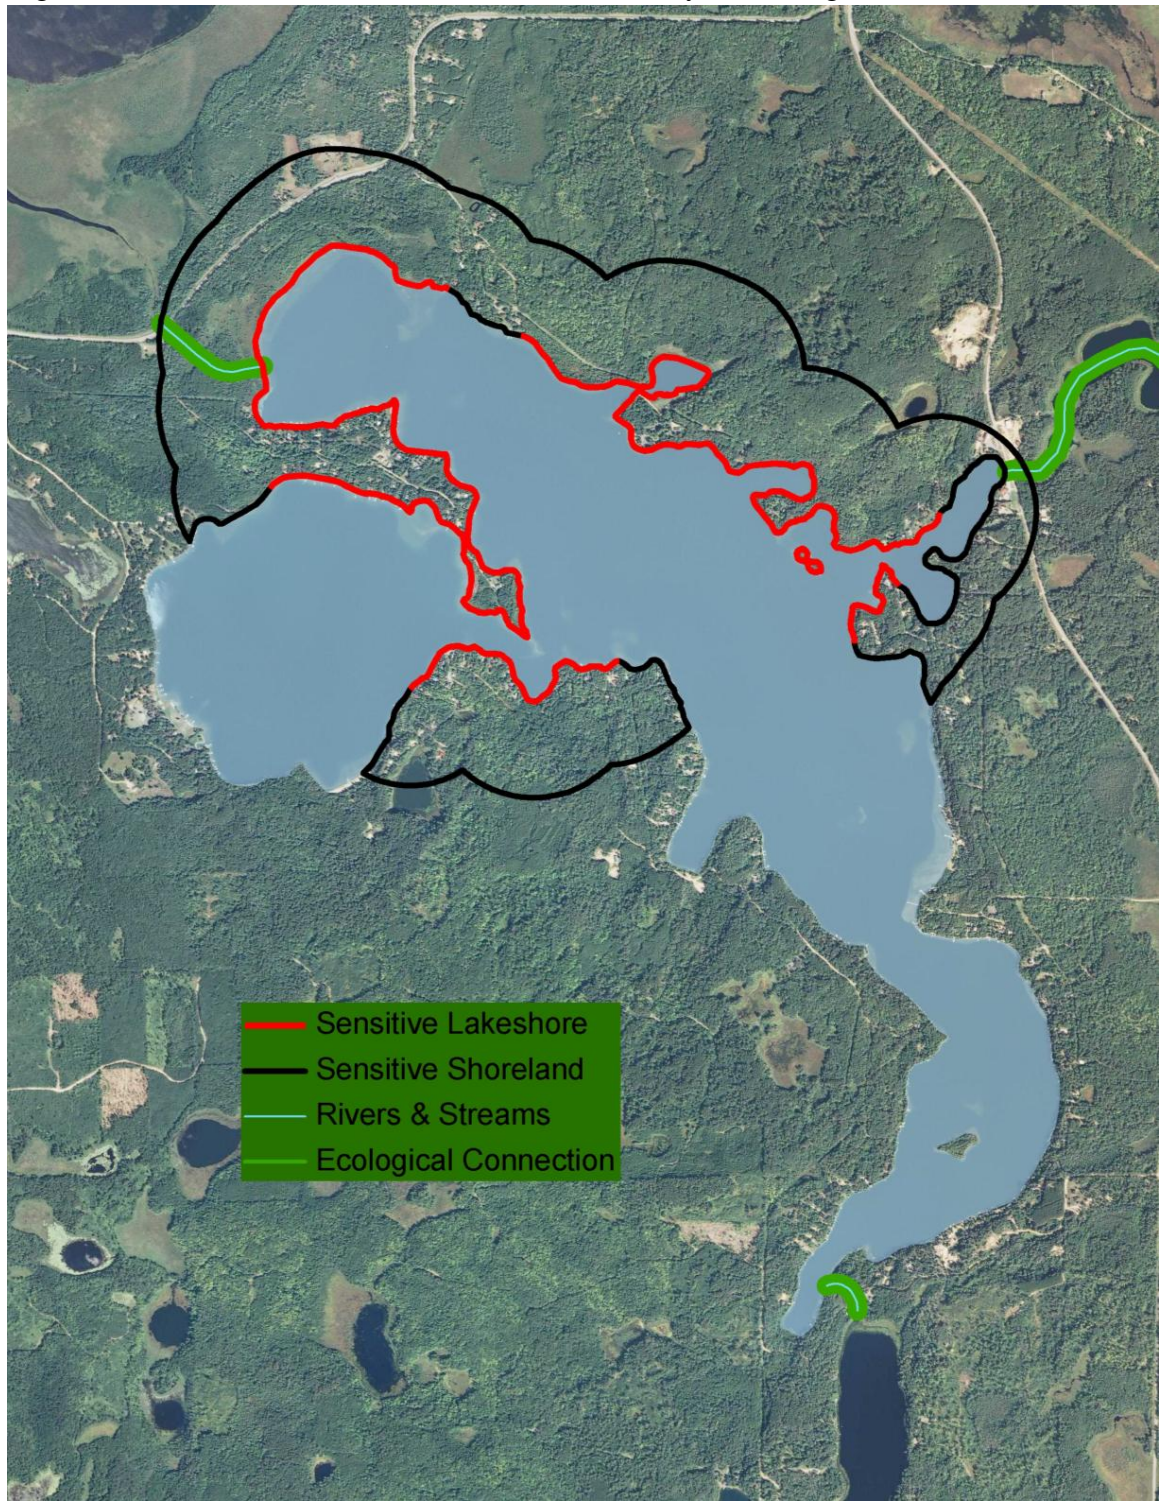 Sensitive Lakeshore
Sensitive Shoreland
Rivers & Streams
Ecological Connection